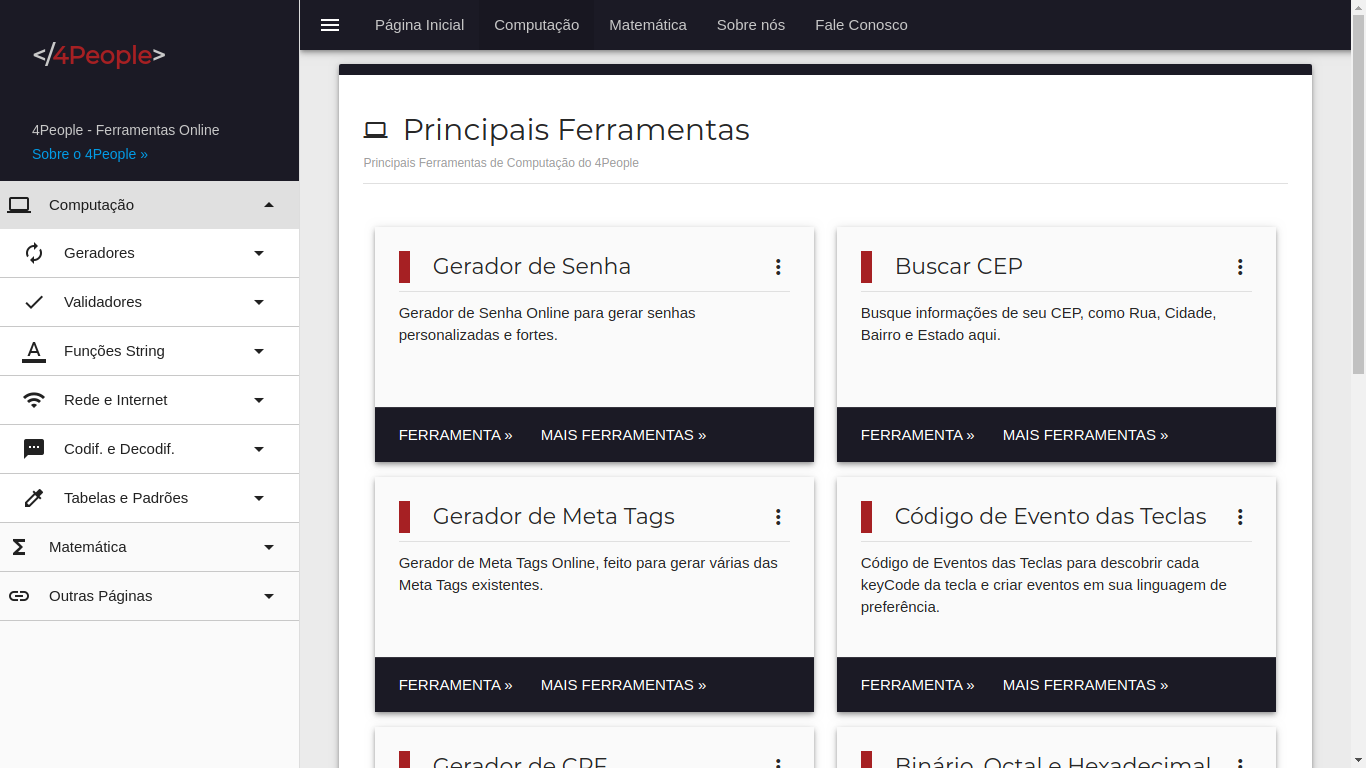 </4People>
4People - Ferramentas Online
Sobre o 4People »
Computação
Geradores
Validadores
Funções String
Rede e Internet
Codif. e Decodif.
Tabelas e Padrões
Matemática
Outras Páginas
Página Inicial Computação Matemática Sobre nós Fale Conosco
Principais Ferramentas
Principais Ferramentas de Computação do 4People
Gerador de Senha
Gerador de Senha Online para gerar senhas
personalizadas e fortes.
FERRAMENTA » MAIS FERRAMENTAS »
Buscar CEP
Busque informações de seu CEP, como Rua, Cidade,
Bairro e Estado aqui.
FERRAMENTA » MAIS FERRAMENTAS »
Gerador de Meta Tags
Gerador de Meta Tags Online, feito para gerar várias das
Meta Tags existentes.
FERRAMENTA » MAIS FERRAMENTAS »
Código de Evento das Teclas
Código de Eventos das Teclas para descobrir cada
keyCode da tecla e criar eventos em sua linguagem de
preferência.
FERRAMENTA » MAIS FERRAMENTAS »
Gerador de CPF
Binário, Octal e Hexadecimal